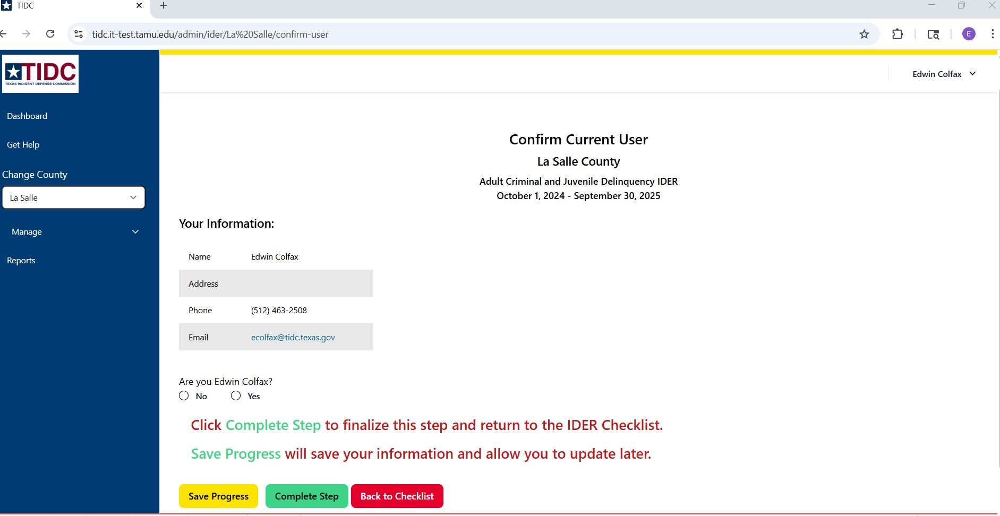 TIDC
tidc.it-test.tamu.edu/admin/ider/La%20Salle/confirm-user
E
TIDC
TEXAS INDIGENT DEFENSE COMMISSION
Edwin Colfax
Dashboard
Get Help
Change County
La Salle
Manage
Reports
Confirm Current User
La Salle County
Adult Criminal and Juvenile Delinquency IDER
October 1, 2024 - September 30, 2025
Your Information:
Name Edwin Colfax
Address
Phone (512) 463-2508
Email ecolfax@tidc.texas.gov
Are you Edwin Colfax?
No Yes
Click Complete Step to finalize this step and return to the IDER Checklist.
Save Progress will save your information and allow you to update later.
Save Progress Complete Step Back to Checklist